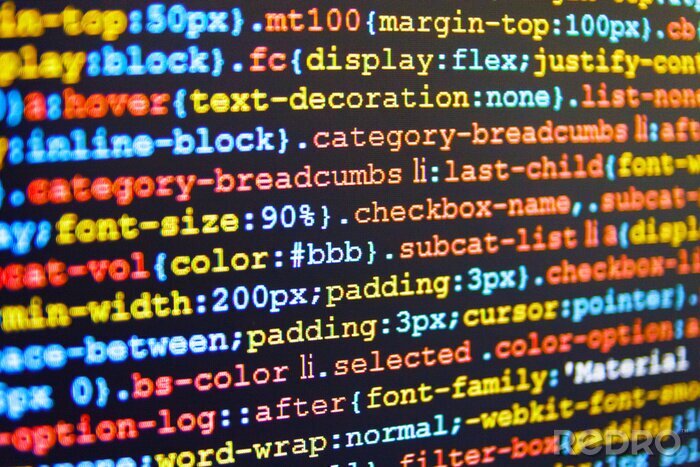 in-top:50px}.mt100{margin-top:100px}.cb
play:block}.fc{display:flex;justify-cont
}a:hover{text-decoration:none}.list-non
:inline-block}.category-breadcumbs li:aft
}.category-breadcumbs li:last-child{font-w
ay;font-size:90%}.checkbox-name,.subcat-
cat-vol{color:#bbb}.subcat-list li a{displ
min-width:200px;padding:3px}.checkbox-li
ace-between;padding:3px;cursor:pointer}
px 0}.bs-color li.selected .color-option:
-option-log::after{font-family:'Material
none;word-wrap:normal;-webkit-font-smo
.filter-box
REDRO